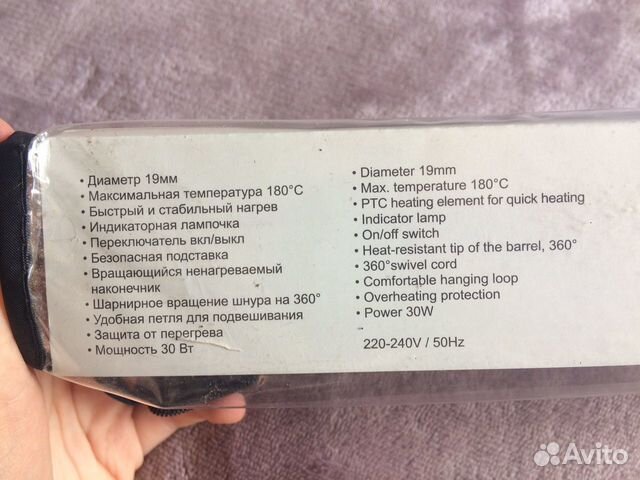 • Диаметр 19мм
• Максимальная температура 180°C
• Быстрый и стабильный нагрев
• Индикаторная лампочка
• Переключатель вкл/выкл
• Безопасная подставка
• Вращающийся ненагреваемый
наконечник
• Шарнирное вращение шнура на 360°
• Удобная петля для подвешивания
• Защита от перегрева
• Мощность 30 Вт
• Diameter 19mm
• Max. temperature 180°C
• PTC heating element for quick heating
• Indicator lamp
• On/off switch
• Heat-resistant tip of the barrel, 360°
• 360°swivel cord
• Comfortable hanging loop
• Overheating protection
• Power 30W
220-240V / 50Hz
Avito